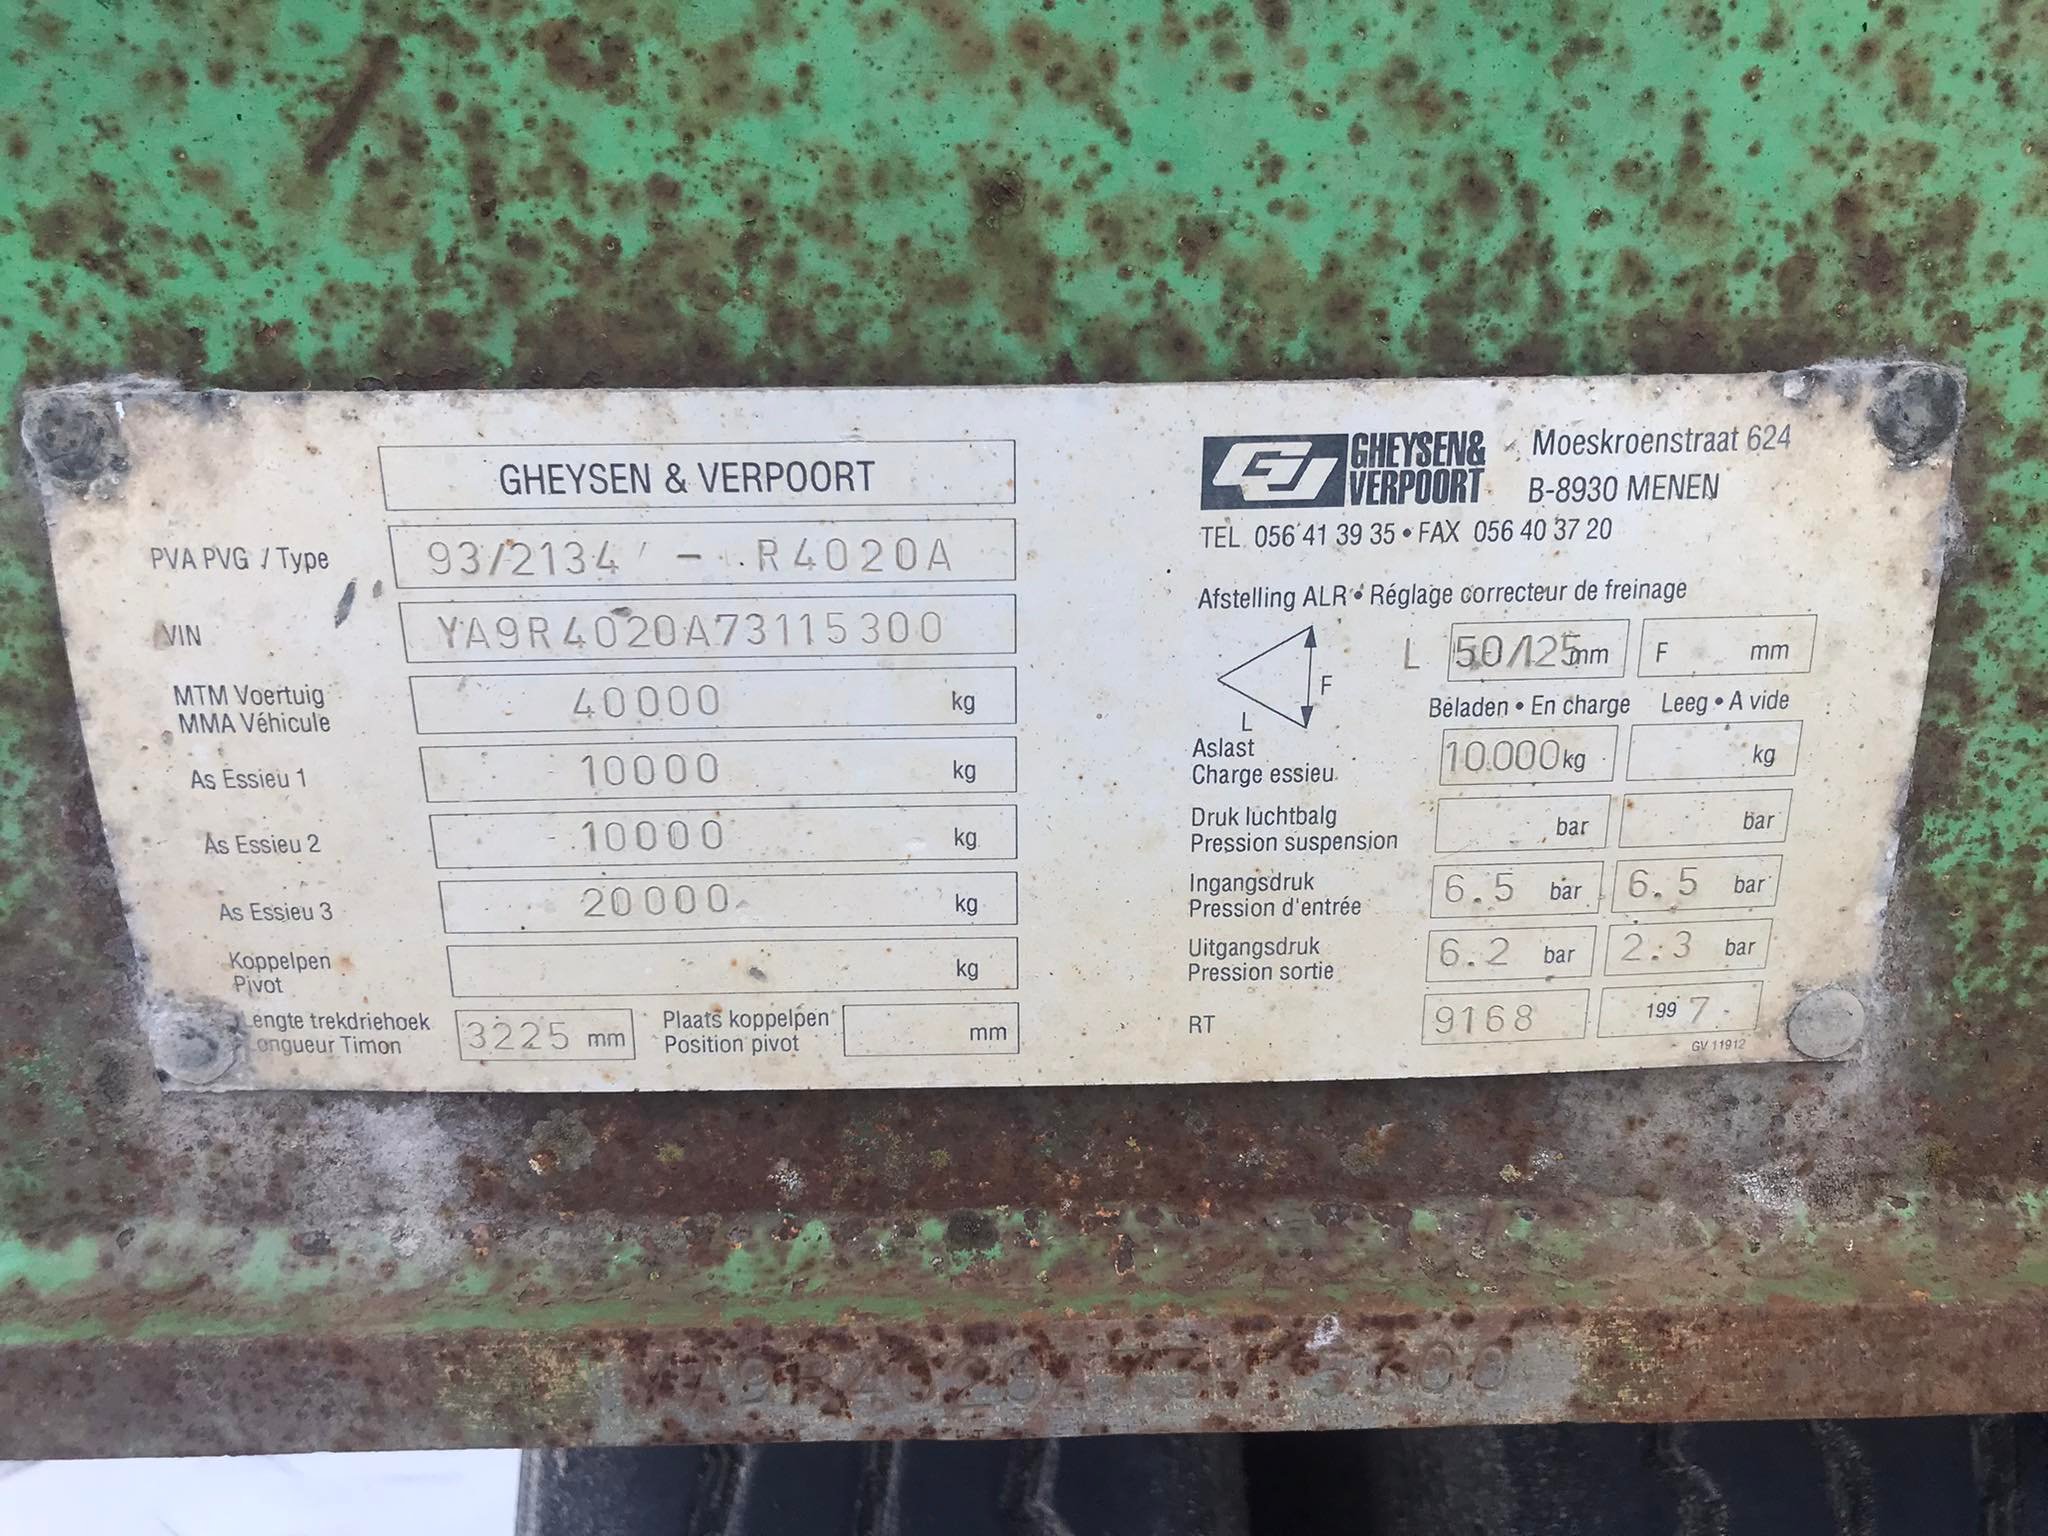 GHEYSEN & VERPOORT
PVA PVG / Type 93/2134 - R4020A
VIN YA9R4020A73115300
MTM Voertuig
MMA Véhicule 40000 kg
As Essieu 1 10000 kg
As Essieu 2 10000 kg
As Essieu 3 20000 kg
Koppelpen
Pivot kg
Lengte trekdriehoek
Longueur Timon 3225 mm
Plaats koppelpen
Position pivot mm
GJ GHEYSEN& VERPOORT
Moeskroenstraat 624
B-8930 MENEN
TEL 056 41 39 35 • FAX 056 40 37 20
Afstelling ALR • Réglage correcteur de freinage
F
L
L 50/125 mm F mm
Beladen • En charge Leeg • A vide
Aslast
Charge essieu 10.000 kg kg
Druk luchtbalg
Pression suspension bar bar
Ingangsdruk
Pression d'entrée 6.5 bar 6.5 bar
Uitgangsdruk
Pression sortie 6.2 bar 2.3 bar
RT 9168 1997
GV 11912
YA9R4020A73115300